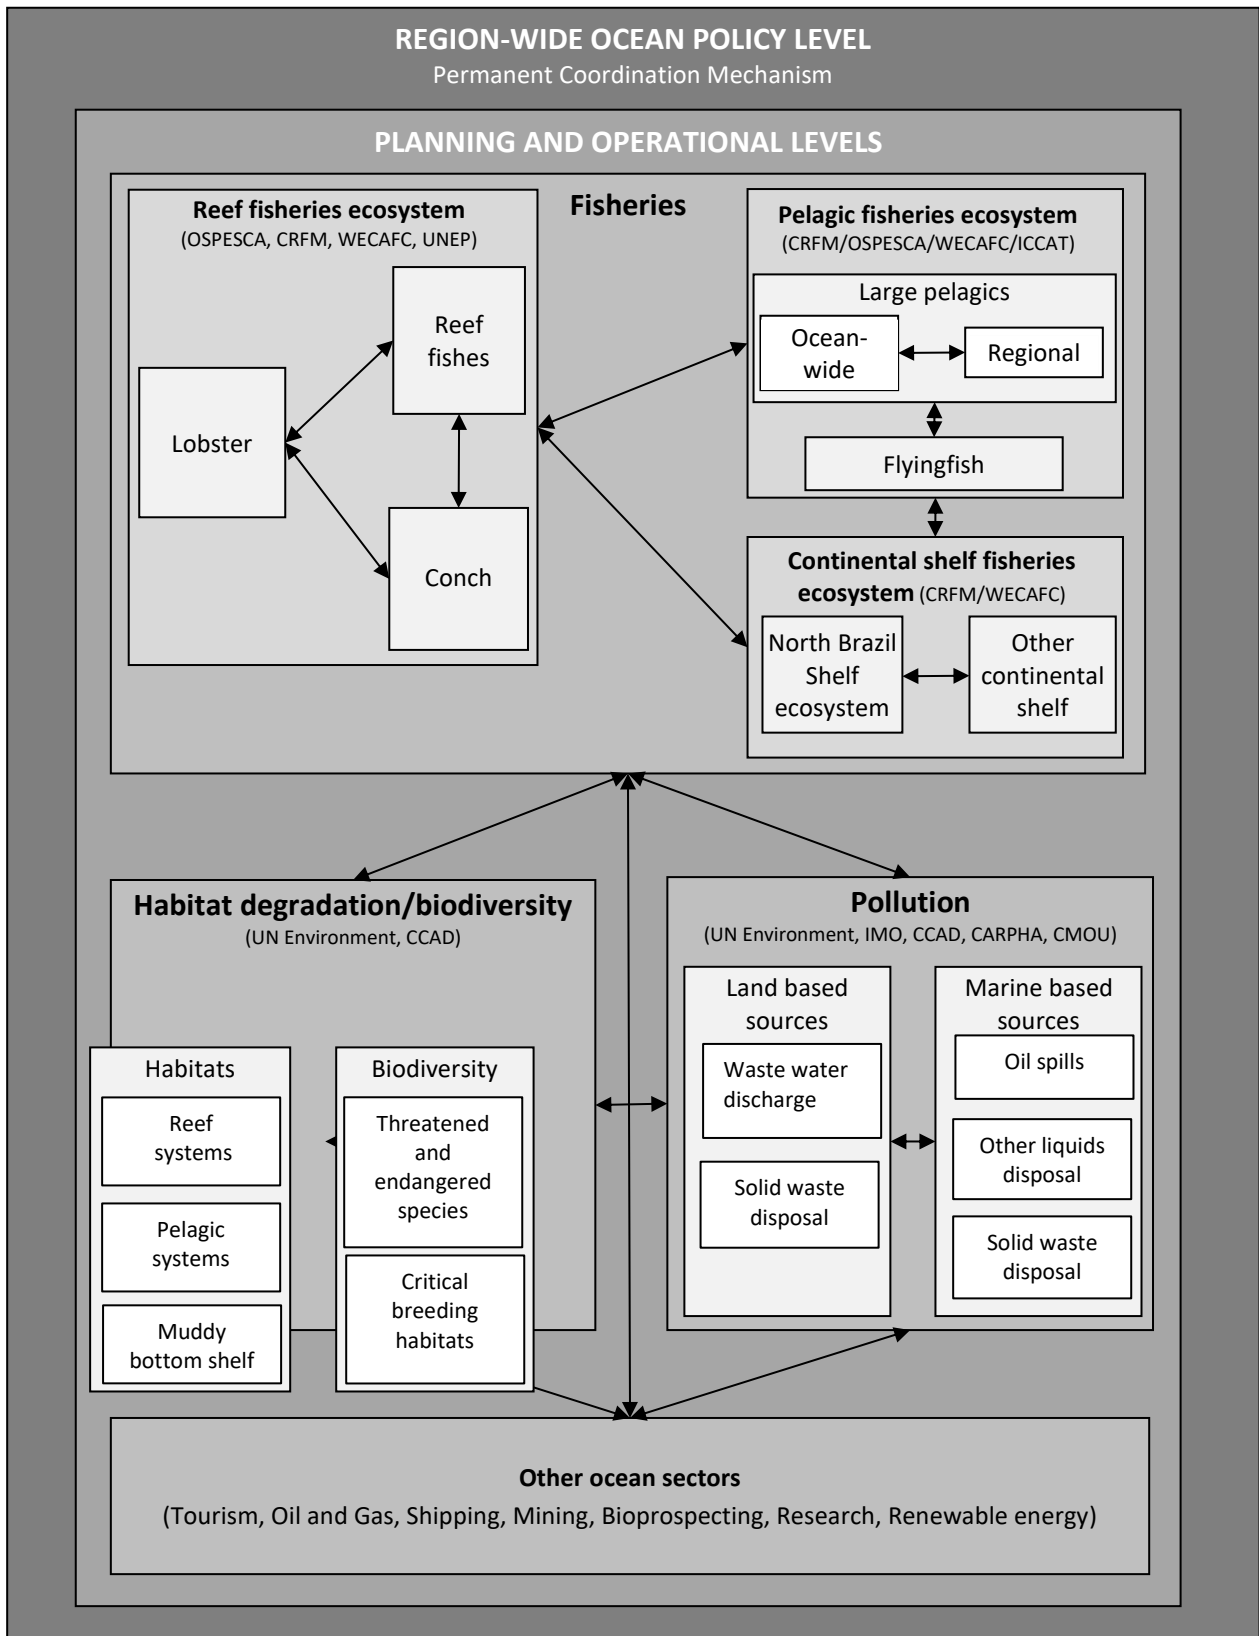 REGION-WIDE OCEAN POLICY LEVEL
Permanent Coordination Mechanism
PLANNING AND OPERATIONAL LEVELS
Fisheries
Reef fisheries ecosystem
(OSPESCA, CRFM, WECAFC, UNEP)
Reef
fishes
Lobster
Conch
Pelagic fisheries ecosystem
(CRFM/OSPESCA/WECAFC/ICCAT)
Large pelagics
Ocean-
wide
Regional
Flyingfish
Continental shelf fisheries
ecosystem (CRFM/WECAFC)
North Brazil
Shelf
ecosystem
Other
continental
shelf
Habitat degradation/biodiversity
(UN Environment, CCAD)
Habitats
Reef
systems
Pelagic
systems
Muddy
bottom shelf
Biodiversity
Threatened
and
endangered
species
Critical
breeding
habitats
Pollution
(UN Environment, IMO, CCAD, CARPHA, CMOU)
Land based
sources
Waste water
discharge
Solid waste
disposal
Marine based
sources
Oil spills
Other liquids
disposal
Solid waste
disposal
Other ocean sectors
(Tourism, Oil and Gas, Shipping, Mining, Bioprospecting, Research, Renewable energy)